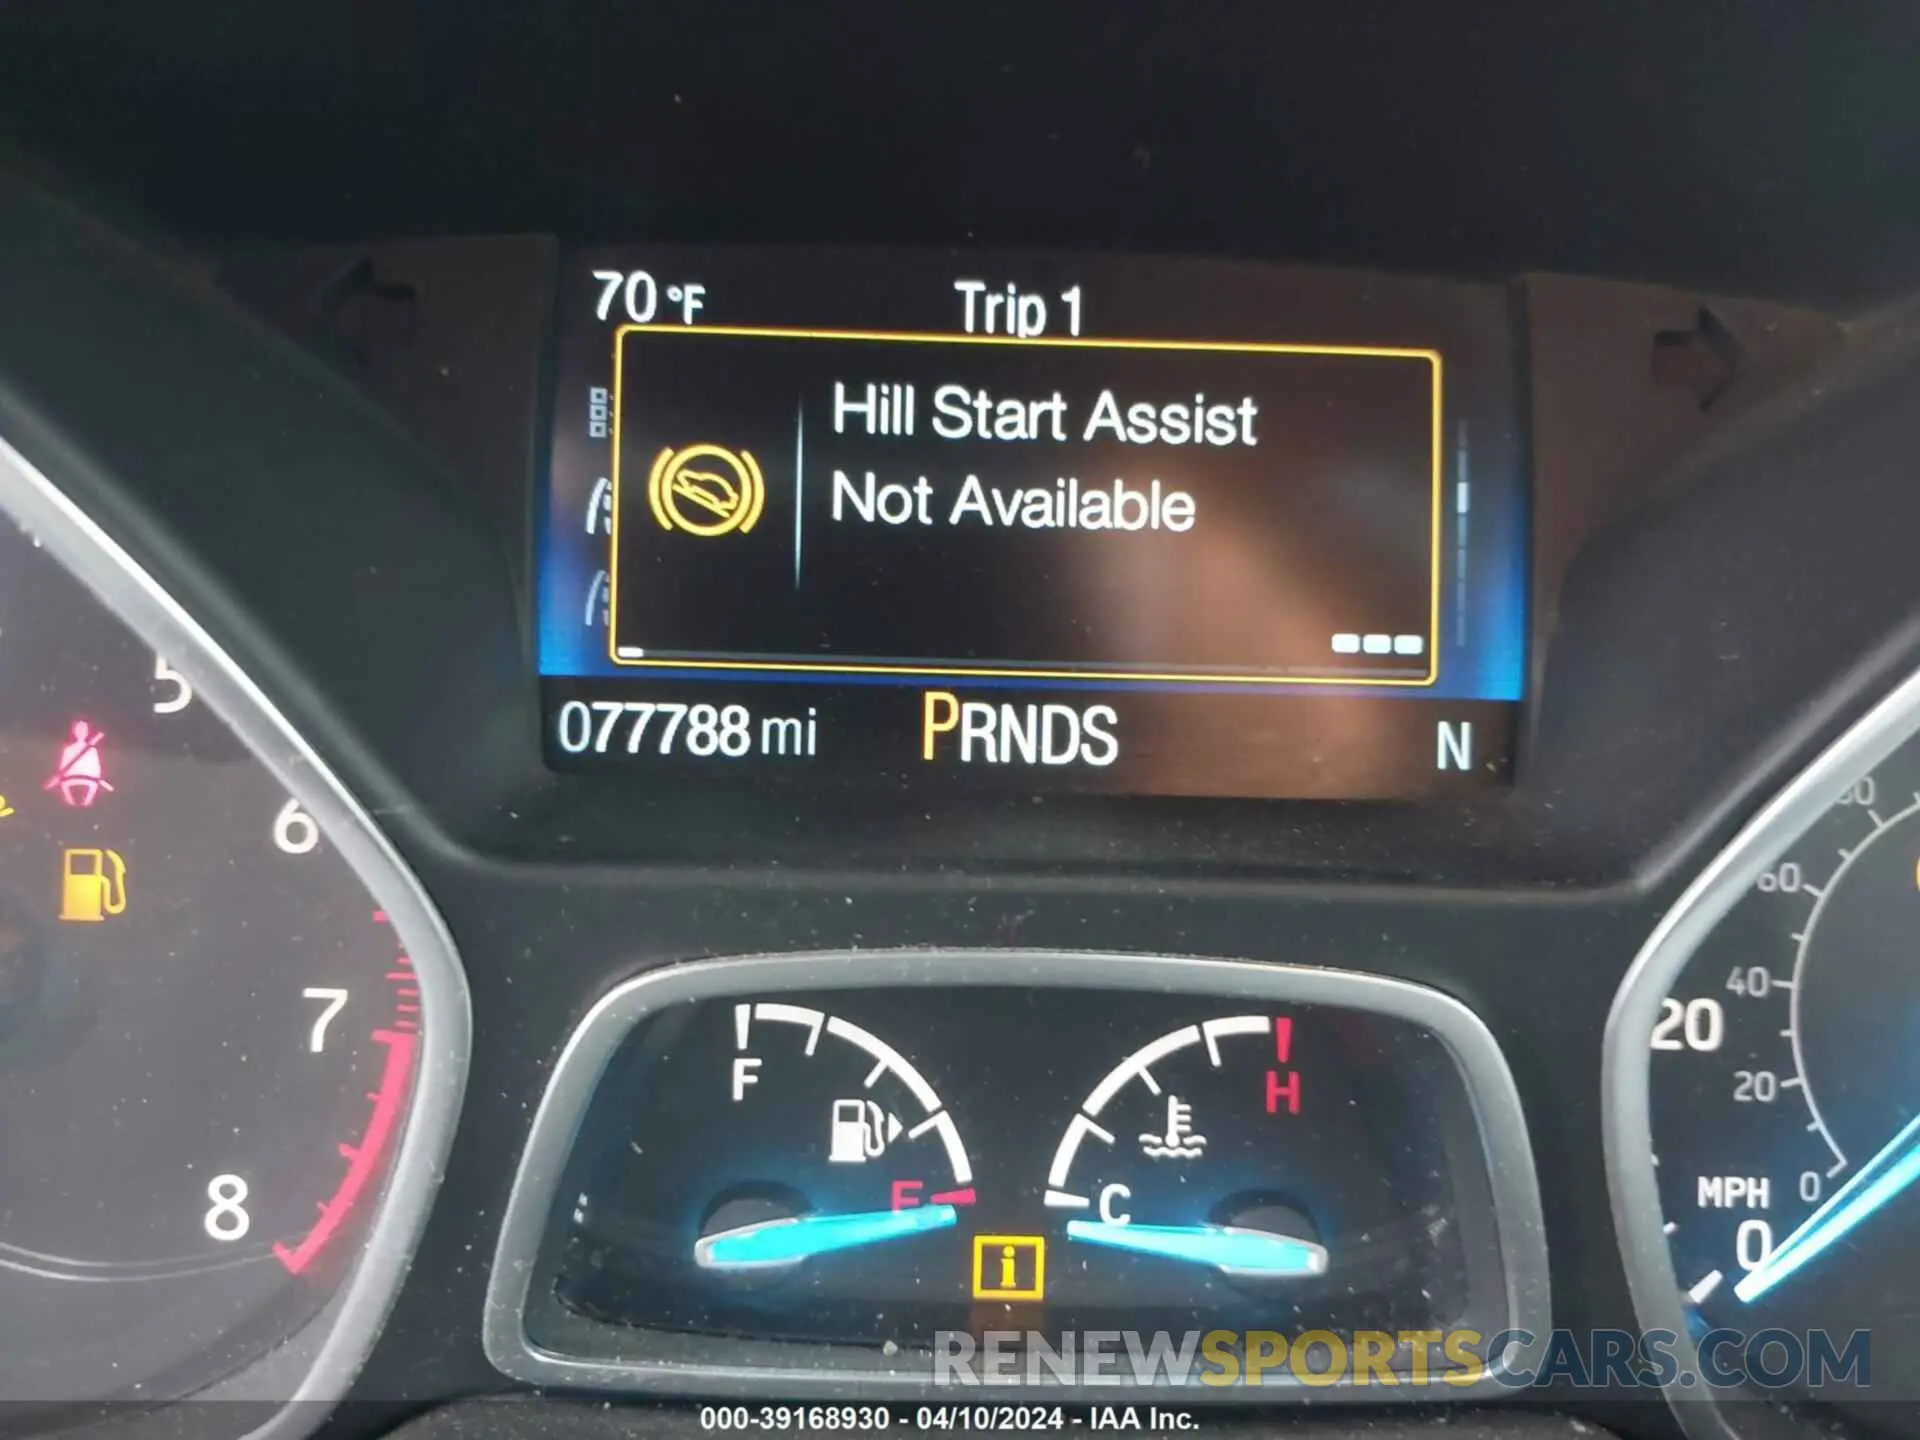 70 °F
Trip 1
Hill Start Assist
Not Available
077788 mi
PRNDS
N
5
6
7
8
F
E
H
C
i
60
40
20
20
0
MPH
0
RENEWSPORTSCARS.COM
000-39168930 - 04/10/2024 - IAA Inc.